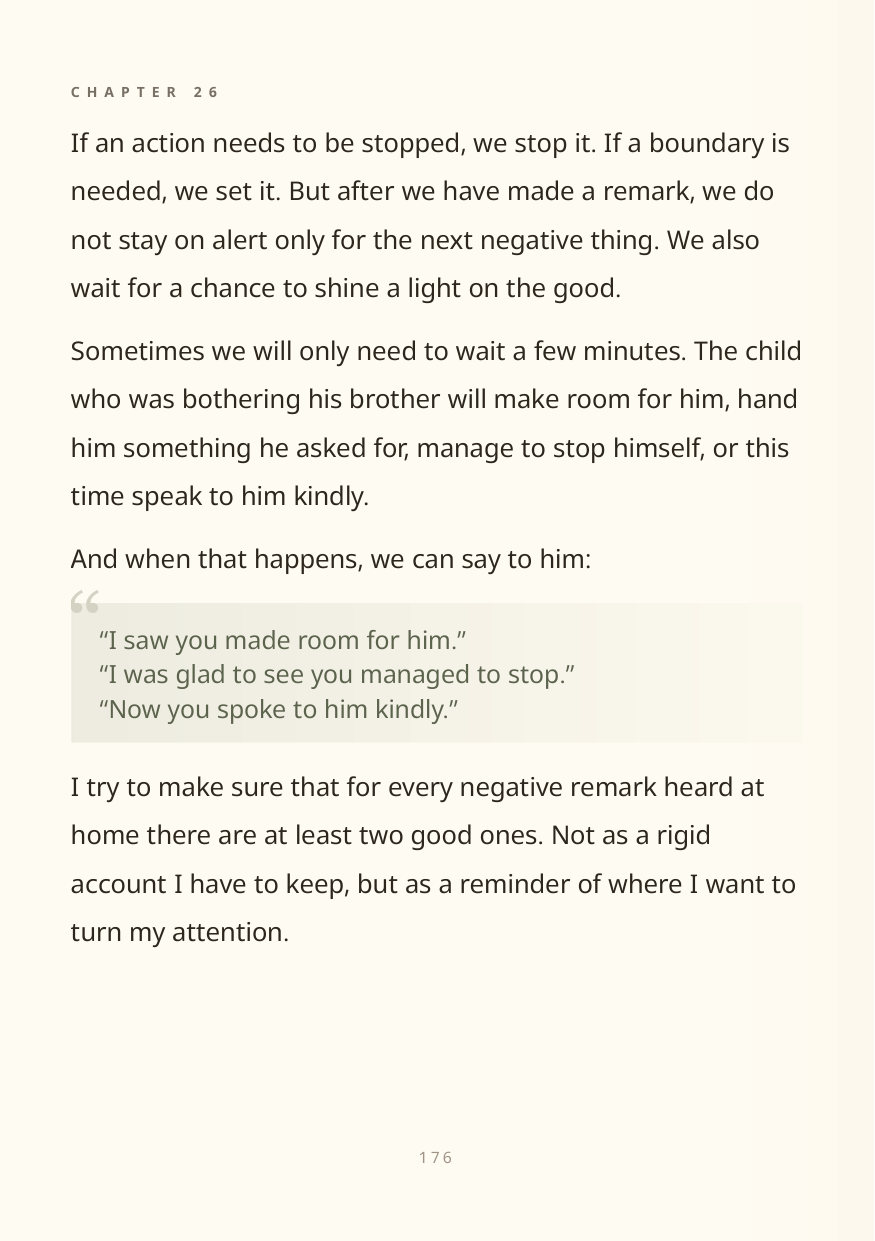 CHAPTER 26
If an action needs to be stopped, we stop it. If a boundary is
needed, we set it. But after we have made a remark, we do
not stay on alert only for the next negative thing. We also
wait for a chance to shine a light on the good.
Sometimes we will only need to wait a few minutes. The child
who was bothering his brother will make room for him, hand
him something he asked for, manage to stop himself, or this
time speak to him kindly.
And when that happens, we can say to him:
“
“I saw you made room for him.”
“I was glad to see you managed to stop.”
“Now you spoke to him kindly.”
I try to make sure that for every negative remark heard at
home there are at least two good ones. Not as a rigid
account I have to keep, but as a reminder of where I want to
turn my attention.
176